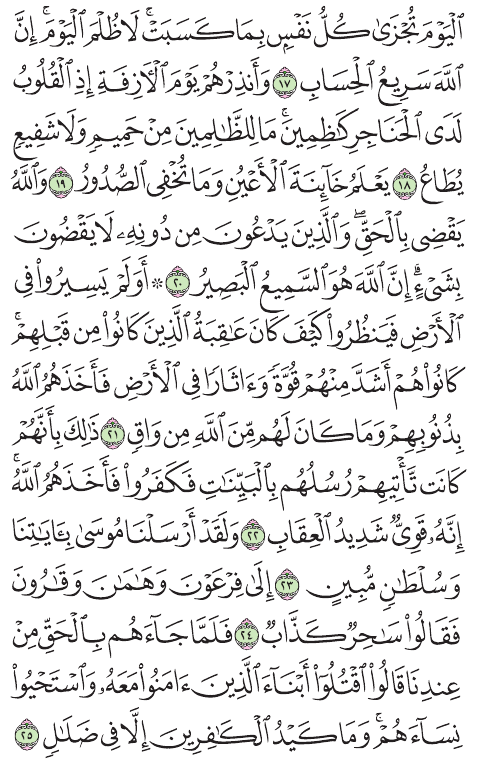 ٱلۡيَوۡمَ تُجۡزَىٰ كُلُّ نَفۡسِۭ بِمَا كَسَبَتۡۚ لَا ظُلۡمَ ٱلۡيَوۡمَۚ إِنَّ
ٱللَّهَ سَرِيعُ ٱلۡحِسَابِ ١٧ وَأَنذِرۡهُمۡ يَوۡمَ ٱلۡأٓزِفَةِ إِذِ ٱلۡقُلُوبُ
لَدَى ٱلۡحَنَاجِرِ كَٰظِمِينَۚ مَا لِلظَّٰلِمِينَ مِنۡ حَمِيمٖ وَلَا شَفِيعٖ
يُطَاعُ ١٨ يَعۡلَمُ خَآئِنَةَ ٱلۡأَعۡيُنِ وَمَا تُخۡفِي ٱلصُّدُورُ ١٩ وَٱللَّهُ
يَقۡضِي بِٱلۡحَقِّۖ وَٱلَّذِينَ يَدۡعُونَ مِن دُونِهِۦ لَا يَقۡضُونَ
بِشَيۡءٍۗ إِنَّ ٱللَّهَ هُوَ ٱلسَّمِيعُ ٱلۡبَصِيرُ ٢٠ ۞ أَوَلَمۡ يَسِيرُواْ فِي
ٱلۡأَرۡضِ فَيَنظُرُواْ كَيۡفَ كَانَ عَٰقِبَةُ ٱلَّذِينَ كَانُواْ مِن قَبۡلِهِمۡۚ
كَانُواْ هُمۡ أَشَدَّ مِنۡهُمۡ قُوَّةٗ وَءَاثَارٗا فِي ٱلۡأَرۡضِ فَأَخَذَهُمُ ٱللَّهُ
بِذُنُوبِهِمۡ وَمَا كَانَ لَهُم مِّنَ ٱللَّهِ مِن وَاقٖ ٢١ ذَٰلِكَ بِأَنَّهُمۡ
كَانَت تَّأۡتِيهِمۡ رُسُلُهُم بِٱلۡبَيِّنَٰتِ فَكَفَرُواْ فَأَخَذَهُمُ ٱللَّهُۚ
إِنَّهُۥ قَوِيّٞ شَدِيدُ ٱلۡعِقَابِ ٢٢ وَلَقَدۡ أَرۡسَلۡنَا مُوسَىٰ بِـَٔايَٰتِنَا
وَسُلۡطَٰنٖ مُّبِينٍ ٢٣ إِلَىٰ فِرۡعَوۡنَ وَهَٰمَٰنَ وَقَٰرُونَ
فَقَالُواْ سَٰحِرٞ كَذَّابٞ ٢٤ فَلَمَّا جَآءَهُم بِٱلۡحَقِّ مِنۡ
عِندِنَا قَالُواْ ٱقۡتُلُوٓاْ أَبۡنَآءَ ٱلَّذِينَ ءَامَنُواْ مَعَهُۥ وَٱسۡتَحۡيُواْ
نِسَآءَهُمۡۚ وَمَا كَيۡدُ ٱلۡكَٰفِرِينَ إِلَّا فِي ضَلَٰلٖ ٢٥